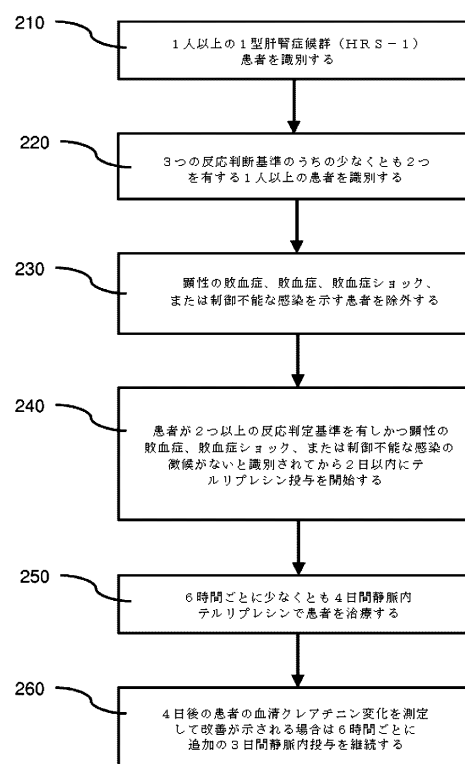 210
1人以上の1型肝腎症候群（HRS－1）
患者を識別する
220
3つの反応判断基準のうちの少なくとも2つ
を有する1人以上の患者を識別する
230
顕性の敗血症、敗血症、敗血症ショック、
または制御不能な感染を示す患者を除外する
240
患者が2つ以上の反応判定基準を有しかつ顕性の
敗血症、敗血症ショック、または制御不能な感染の
徴候がないと識別されてから2日以内にテ
ルリプレシン投与を開始する
250
6時間ごとに少なくとも4日間静脈内
テルリプレシンで患者を治療する
260
4日後の患者の血清クレアチニン変化を測定
して改善が示される場合は6時間ごとに
追加の3日間静脈内投与を継続する